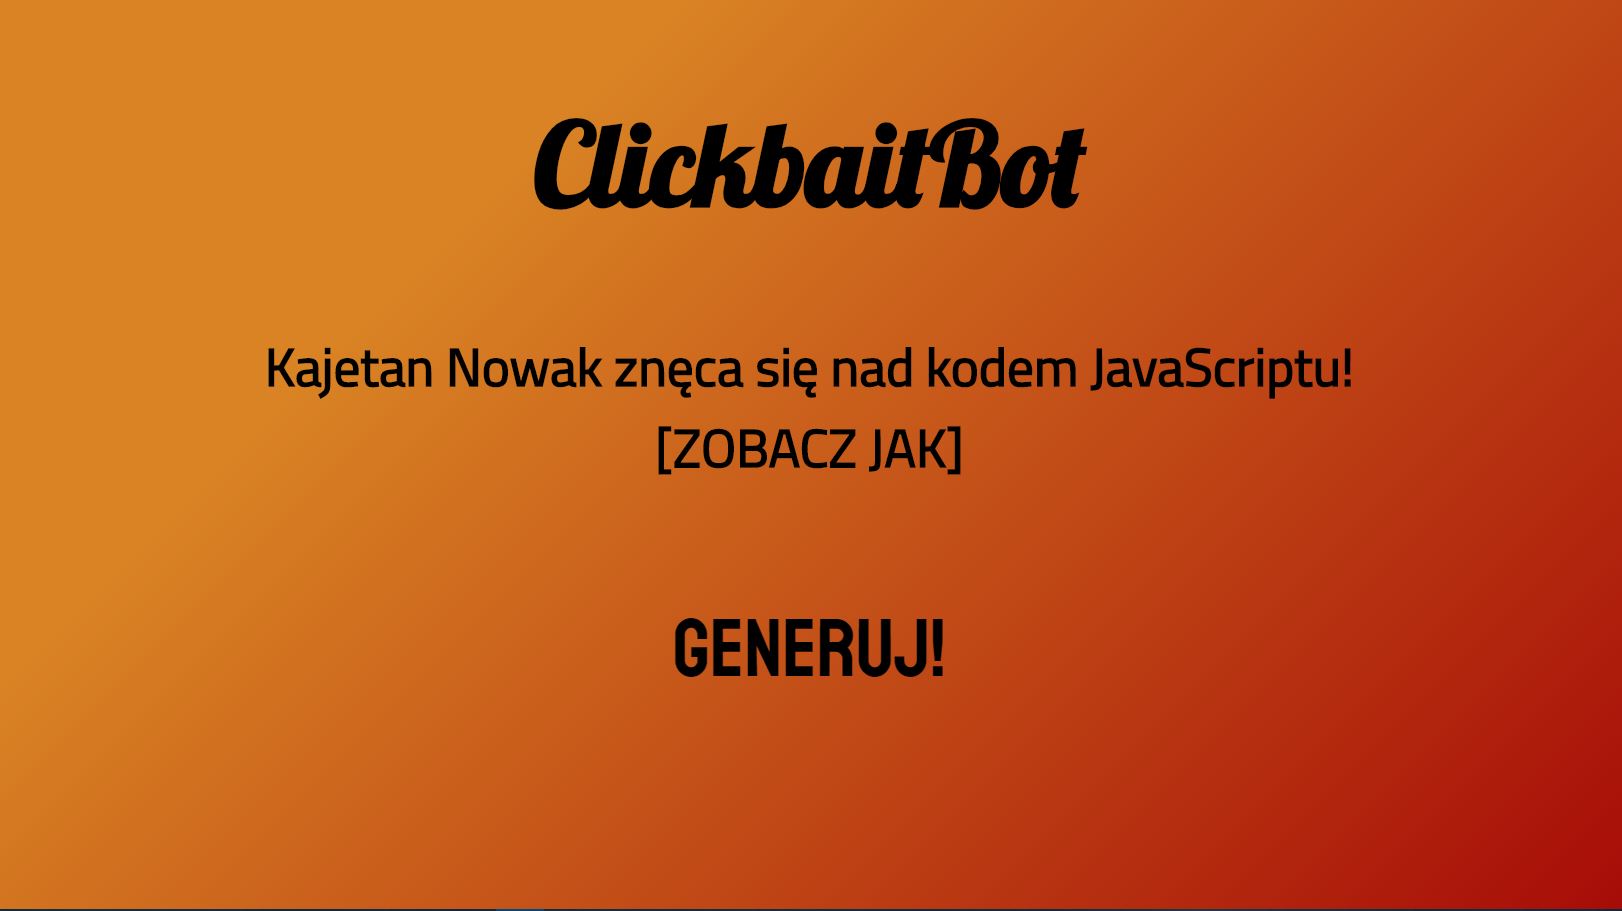 ClickbaitBot
Kajetan Nowak znęca się nad kodem JavaScriptu!
[ZOBACZ JAK]
GENERUJ!